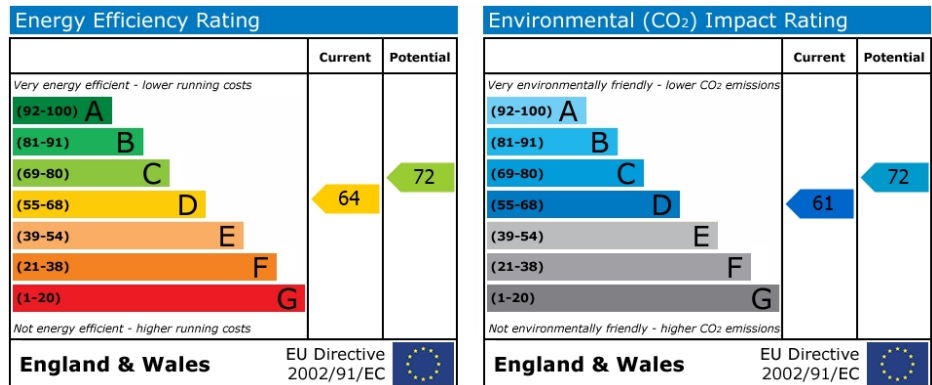 Energy Efficiency Rating
Current Potential
Very energy efficient - lower running costs
(92-100) A
(81-91) B
(69-80) C
72
(55-68) D
64
(39-54) E
(21-38) F
(1-20) G
Not energy efficient - higher running costs
England & Wales
EU Directive
2002/91/EC
Environmental (CO₂) Impact Rating
Current Potential
Very environmentally friendly - lower CO₂ emissions
(92-100) A
(81-91) B
(69-80) C
72
(55-68) D
61
(39-54) E
(21-38) F
(1-20) G
Not environmentally friendly - higher CO₂ emissions
England & Wales
EU Directive
2002/91/EC